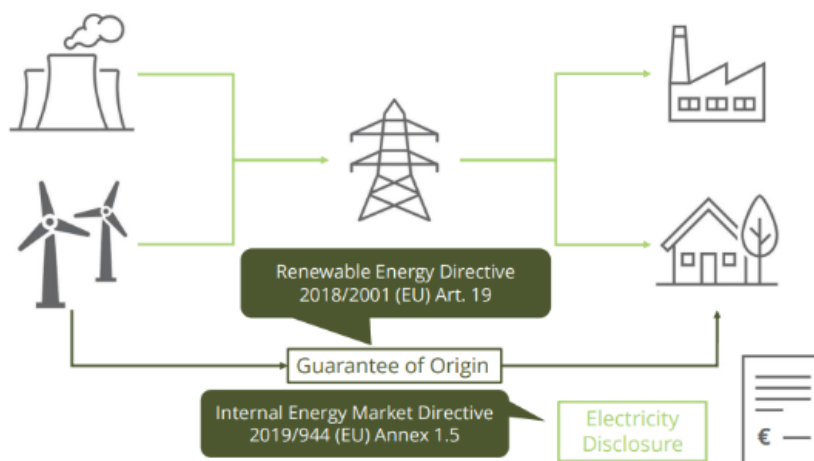 Renewable Energy Directive
2018/2001 (EU) Art. 19
Guarantee of Origin
Internal Energy Market Directive
2019/944 (EU) Annex 1.5
Electricity
Disclosure
€